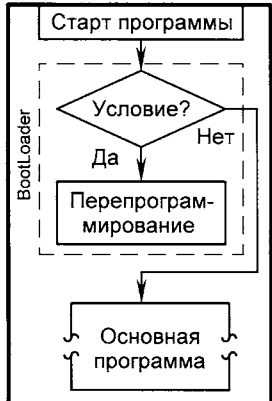 Старт программы
BootLoader
Условие?
Нет
Да
Перепрограм-
мирование
Основная
программа